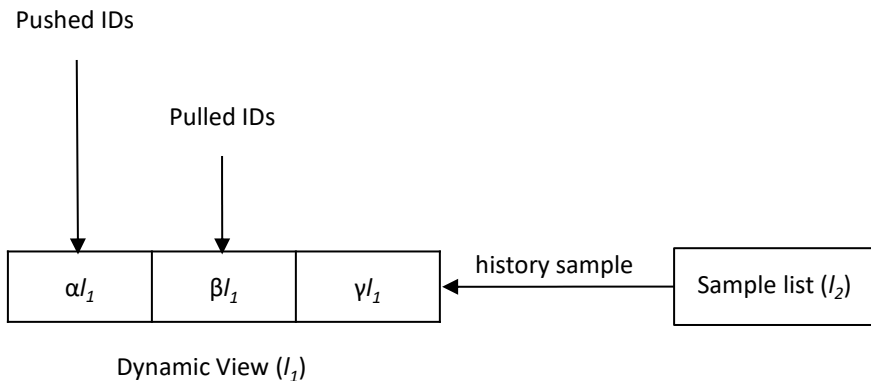 Pushed IDs
Pulled IDs
αl₁
βl₁
γl₁
history sample
Sample list (l₂)
Dynamic View (l₁)